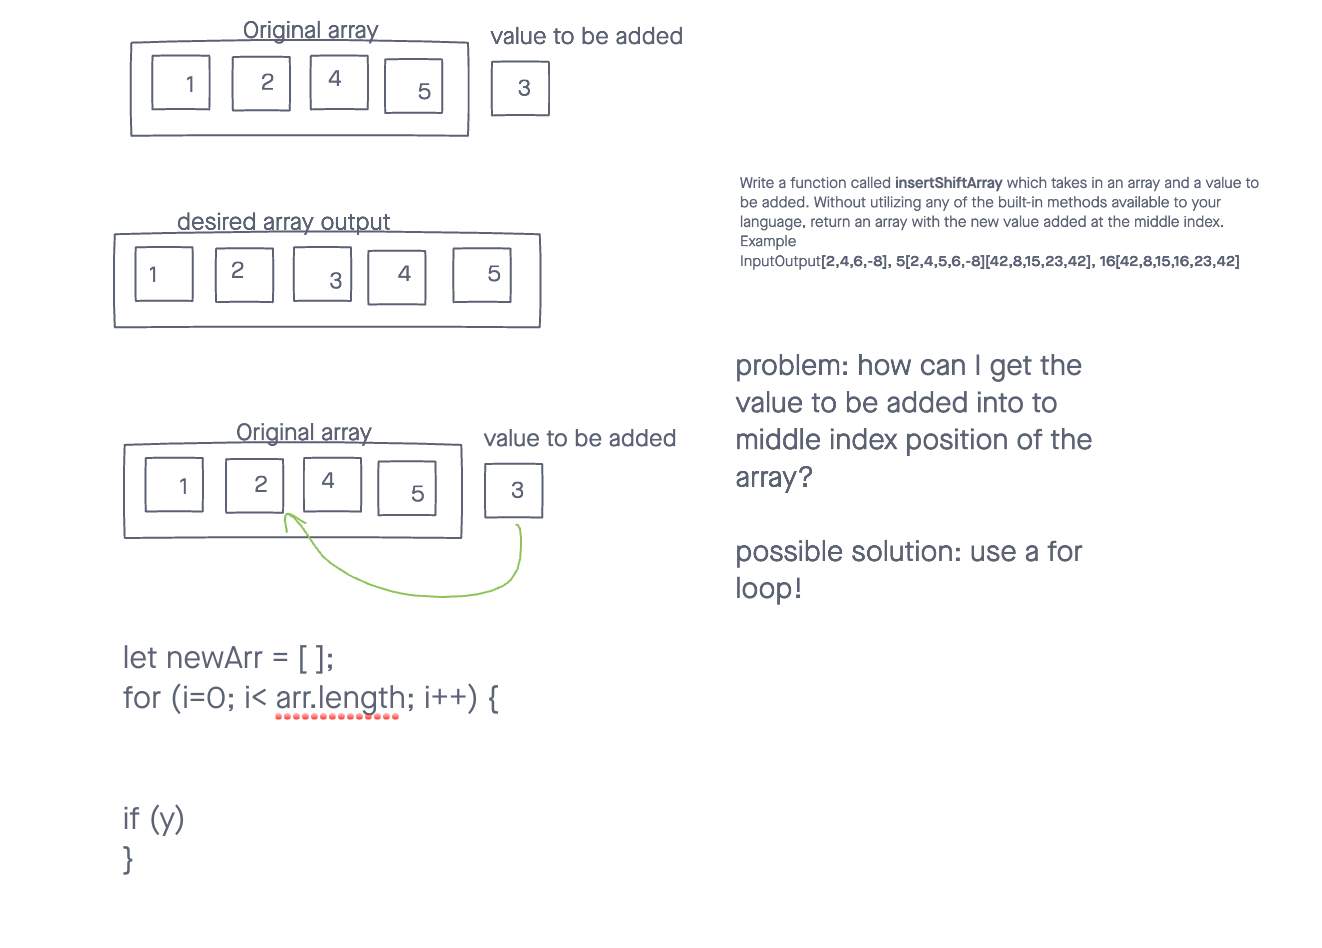 Original array
value to be added
1 2 4 5 3
desired array output
1 2 3 4 5
Original array
value to be added
1 2 4 5 3
let newArr = [ ];
for (i=0; i< arr.length; i++) {
if (y)
}
Write a function called insertShiftArray which takes in an array and a value to
be added. Without utilizing any of the built-in methods available to your
language, return an array with the new value added at the middle index.
Example
InputOutput[2,4,6,-8], 5[2,4,5,6,-8][42,8,15,23,42], 16[42,8,15,16,23,42]
problem: how can I get the
value to be added into to
middle index position of the
array?
possible solution: use a for
loop!